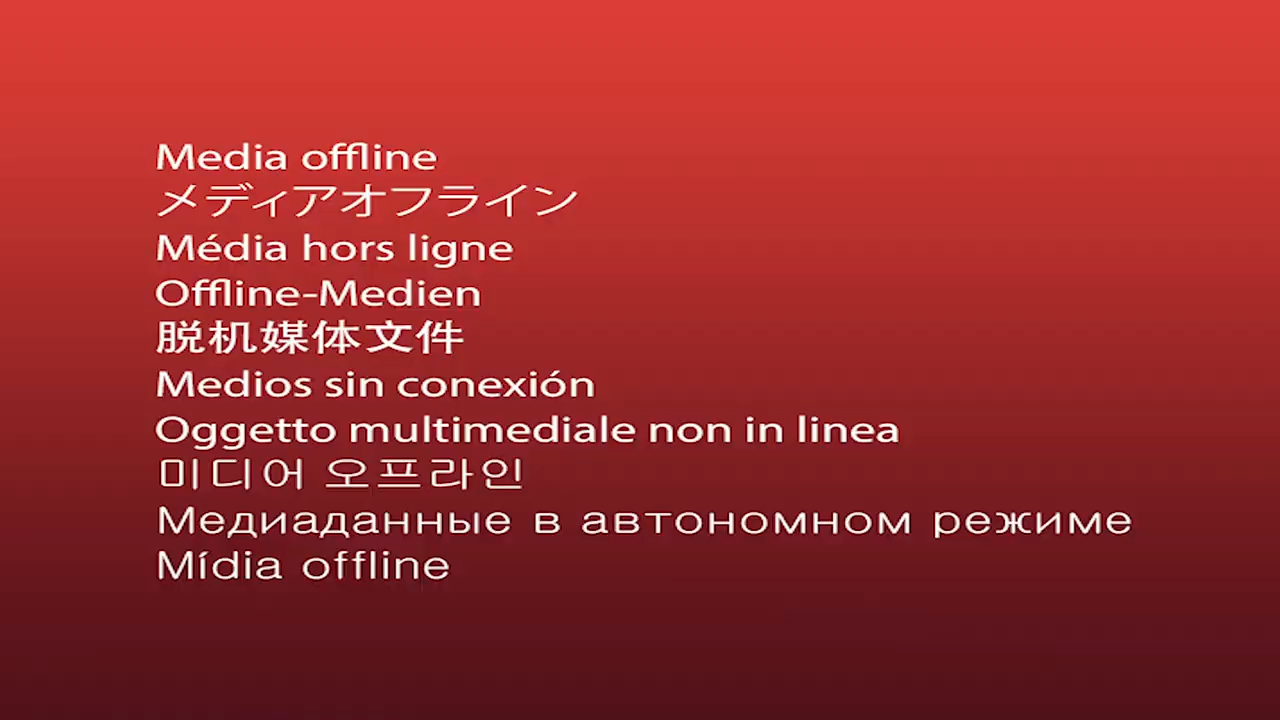 Media offline
メディアオフライン
Média hors ligne
Offline-Medien
脱机媒体文件
Medios sin conexión
Oggetto multimediale non in linea
미디어 오프라인
Медиаданные в автономном режиме
Mídia offline